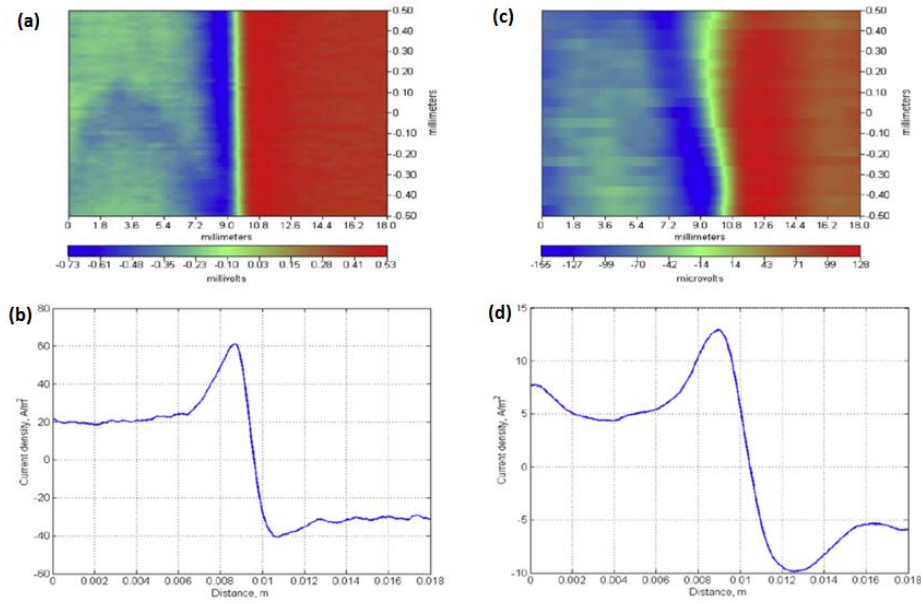 (a)
0.50
0.40
0.30
0.20
0.10
0.00
-0.10
-0.20
-0.30
-0.40
-0.50
millimeters
0.0 1.8 3.6 5.4 7.2 9.0 10.8 12.6 14.4 16.2 18.0
millimeters
-0.73 -0.61 -0.48 -0.35 -0.23 -0.10 0.03 0.15 0.28 0.41 0.53
millivolts
(c)
0.50
0.40
0.30
0.20
0.10
0.00
-0.10
-0.20
-0.30
-0.40
-0.50
millimeters
0.0 1.8 3.6 5.4 7.2 9.0 10.8 12.6 14.4 16.2 18.0
millimeters
-155 -127 -99 -70 -42 -14 14 43 71 99 128
microvolts
(b)
80
60
40
20
0
-20
-40
-60
Current density, A/m²
0 0.002 0.004 0.006 0.008 0.01 0.012 0.014 0.016 0.018
Distance, m
(d)
15
10
5
0
-5
-10
Current density, A/m²
0 0.002 0.004 0.006 0.008 0.01 0.012 0.014 0.016 0.018
Distance, m